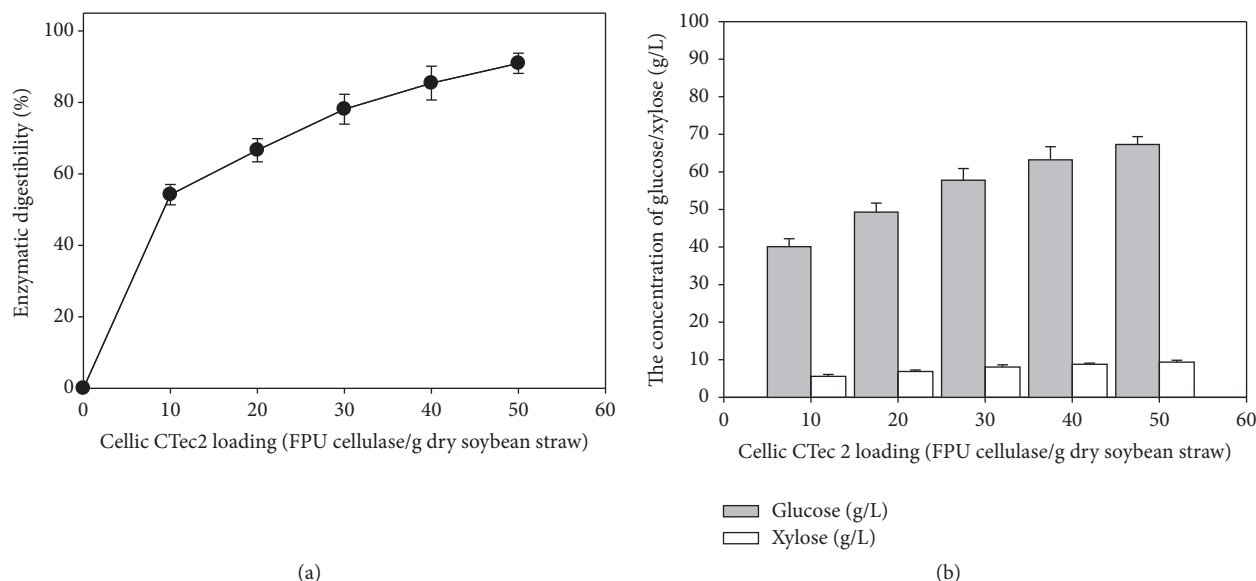 Enzymatic digestibility (%)
100
80
60
40
20
0
0 10 20 30 40 50 60
Cellic CTec2 loading (FPU cellulase/g dry soybean straw)
(a)
The concentration of glucose/xylose (g/L)
100
90
80
70
60
50
40
30
20
10
0
0 10 20 30 40 50 60
Cellic CTec 2 loading (FPU cellulase/g dry soybean straw)
Glucose (g/L)
Xylose (g/L)
(b)